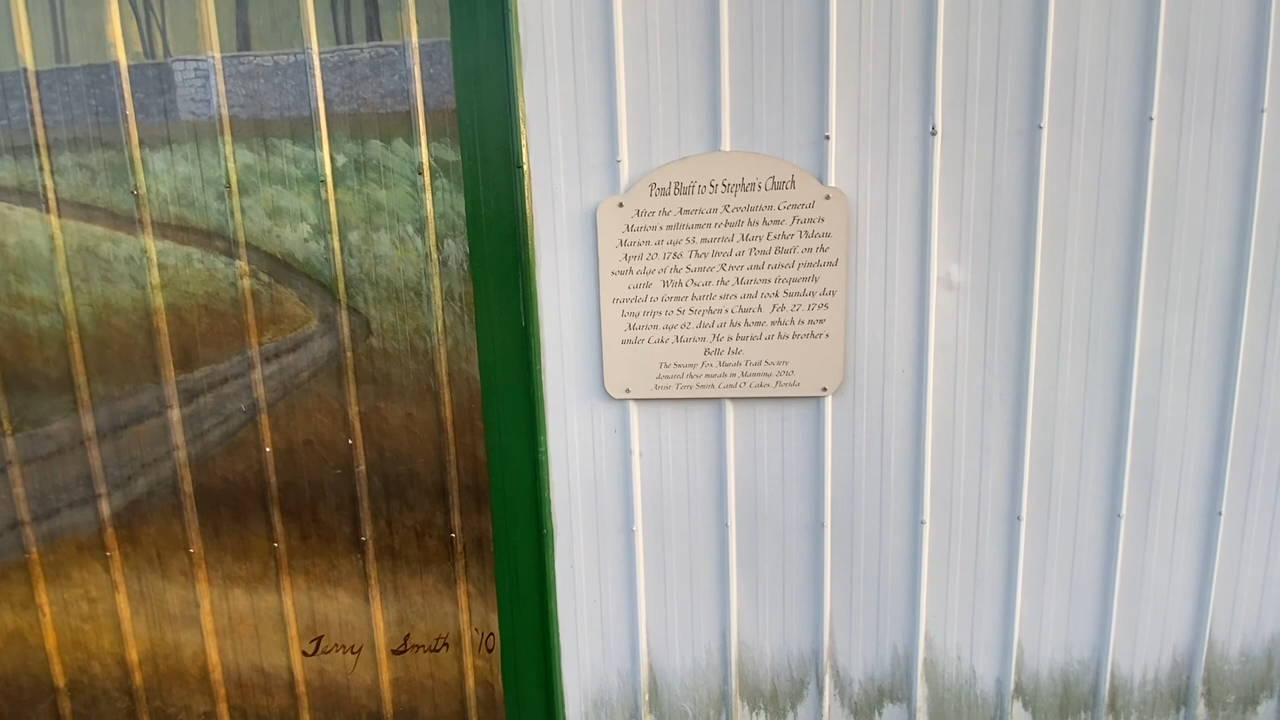 Pond Bluff to St Stephen's Church
After the American Revolution, General
Marion's militiamen re-built his home. Francis
Marion, at age 53, married Mary Esther Videau,
April 20, 1786. They lived at Pond Bluff, on the
south edge of the Santee River and raised pineland
cattle. With Oscar, the Marions frequently
traveled to former battle sites and took Sunday day
long trips to St Stephen's Church. Feb. 27, 1795
Marion, age 62, died at his home, which is now
under Lake Marion. He is buried at his brother's
Belle Isle.
The Swamp Fox Murals Trail Society
donated these murals in Manning, 2010.
Artist: Terry Smith, Land O' Lakes, Florida
Terry Smith '10